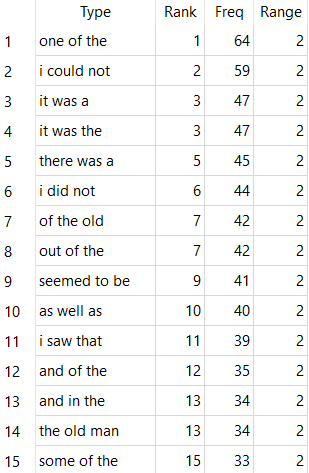 Type Rank Freq Range
1 one of the 1 64 2
2 i could not 2 59 2
3 it was a 3 47 2
4 it was the 3 47 2
5 there was a 5 45 2
6 i did not 6 44 2
7 of the old 7 42 2
8 out of the 7 42 2
9 seemed to be 9 41 2
10 as well as 10 40 2
11 i saw that 11 39 2
12 and of the 12 35 2
13 and in the 13 34 2
14 the old man 13 34 2
15 some of the 15 33 2